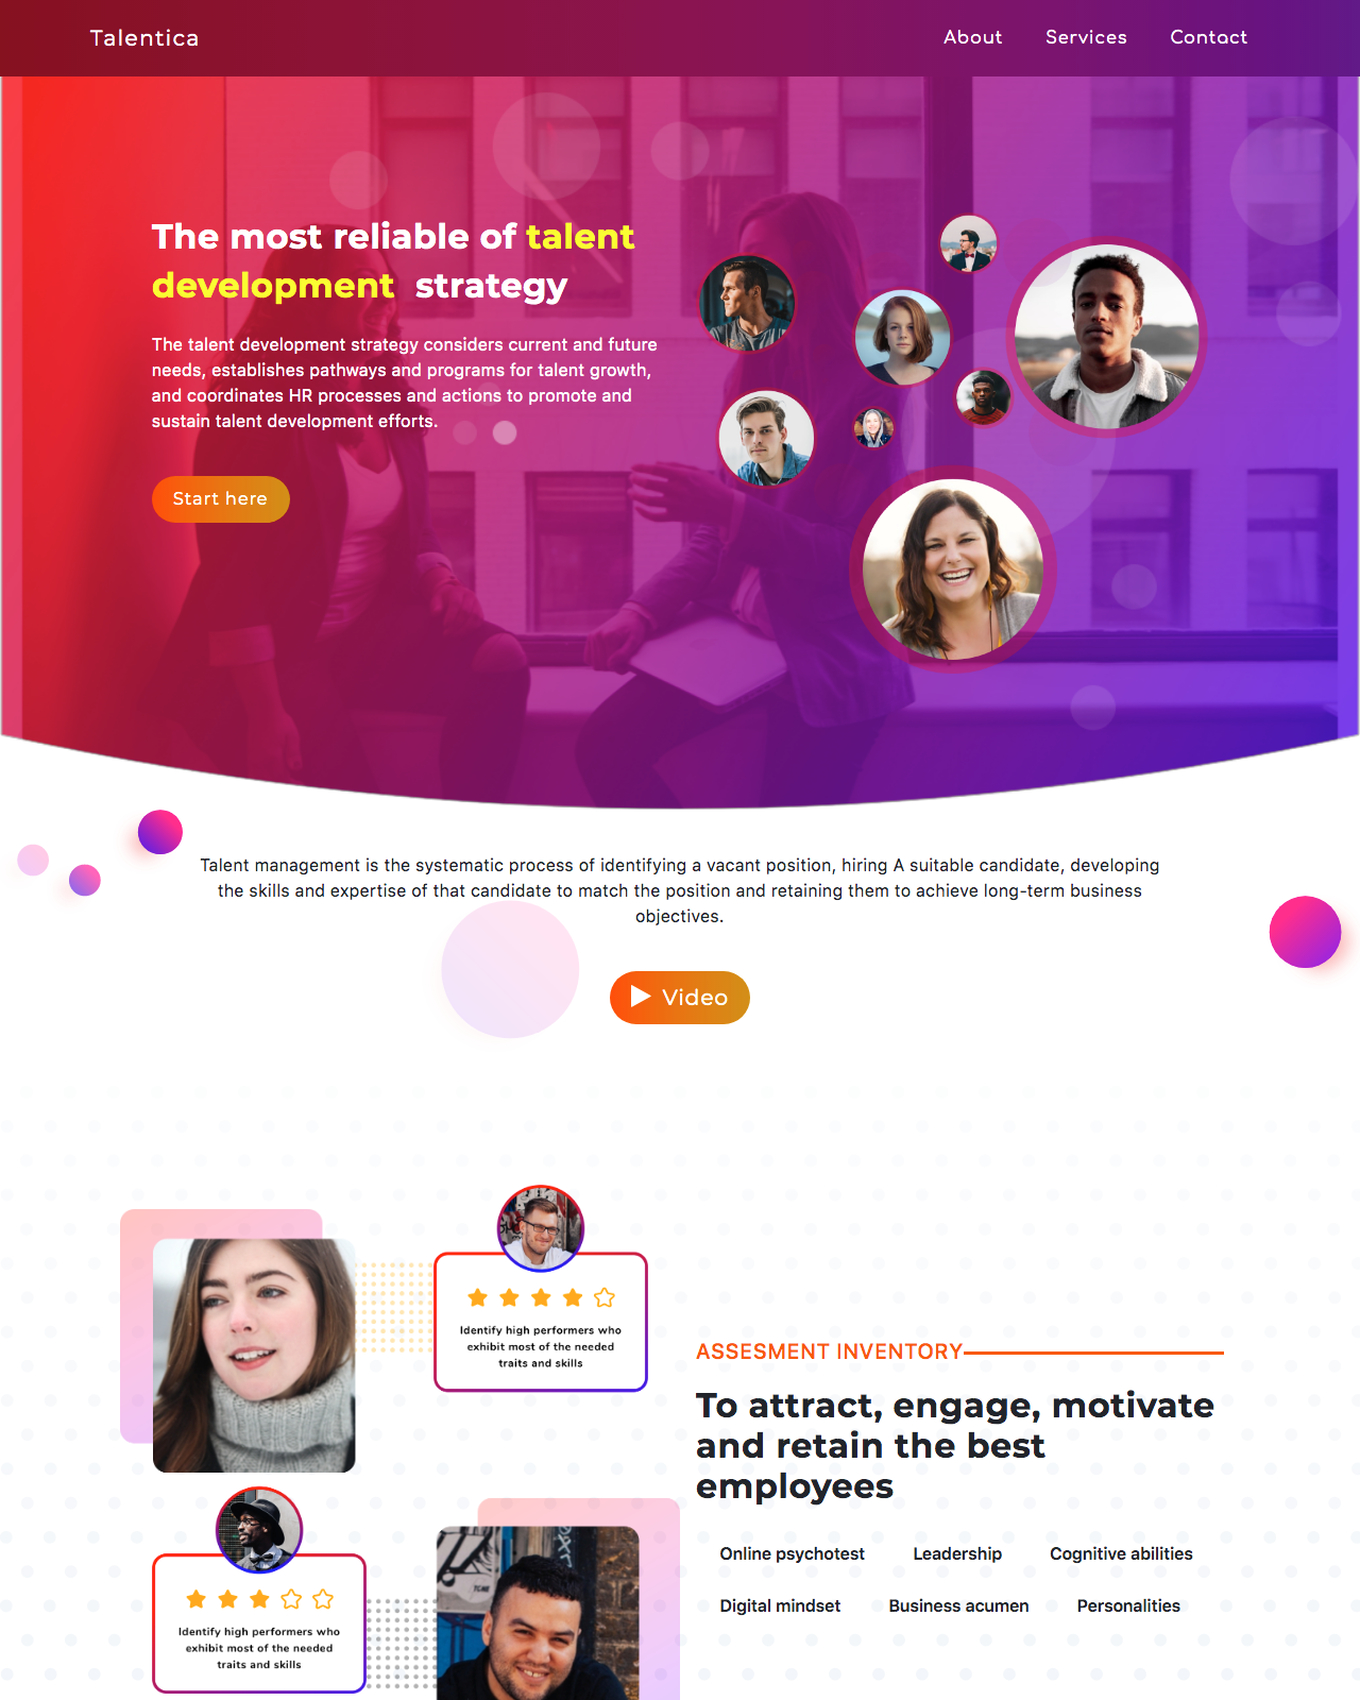 Talentica
About Services Contact
The most reliable of talent
development strategy
The talent development strategy considers current and future
needs, establishes pathways and programs for talent growth,
and coordinates HR processes and actions to promote and
sustain talent development efforts.
Start here
Talent management is the systematic process of identifying a vacant position, hiring A suitable candidate, developing
the skills and expertise of that candidate to match the position and retaining them to achieve long-term business
objectives.
Video
Identify high performers who
exhibit most of the needed
traits and skills
Identify high performers who
exhibit most of the needed
traits and skills
ASSESMENT INVENTORY
To attract, engage, motivate
and retain the best
employees
Online psychotest Leadership Cognitive abilities
Digital mindset Business acumen Personalities